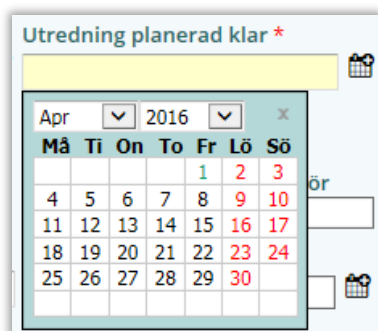 Utredning planerad klar *
Apr 2016 x
Må Ti On To Fr Lö Sö
1 2 3
ör
4 5 6 7 8 9 10
11 12 13 14 15 16 17
18 19 20 21 22 23 24
25 26 27 28 29 30